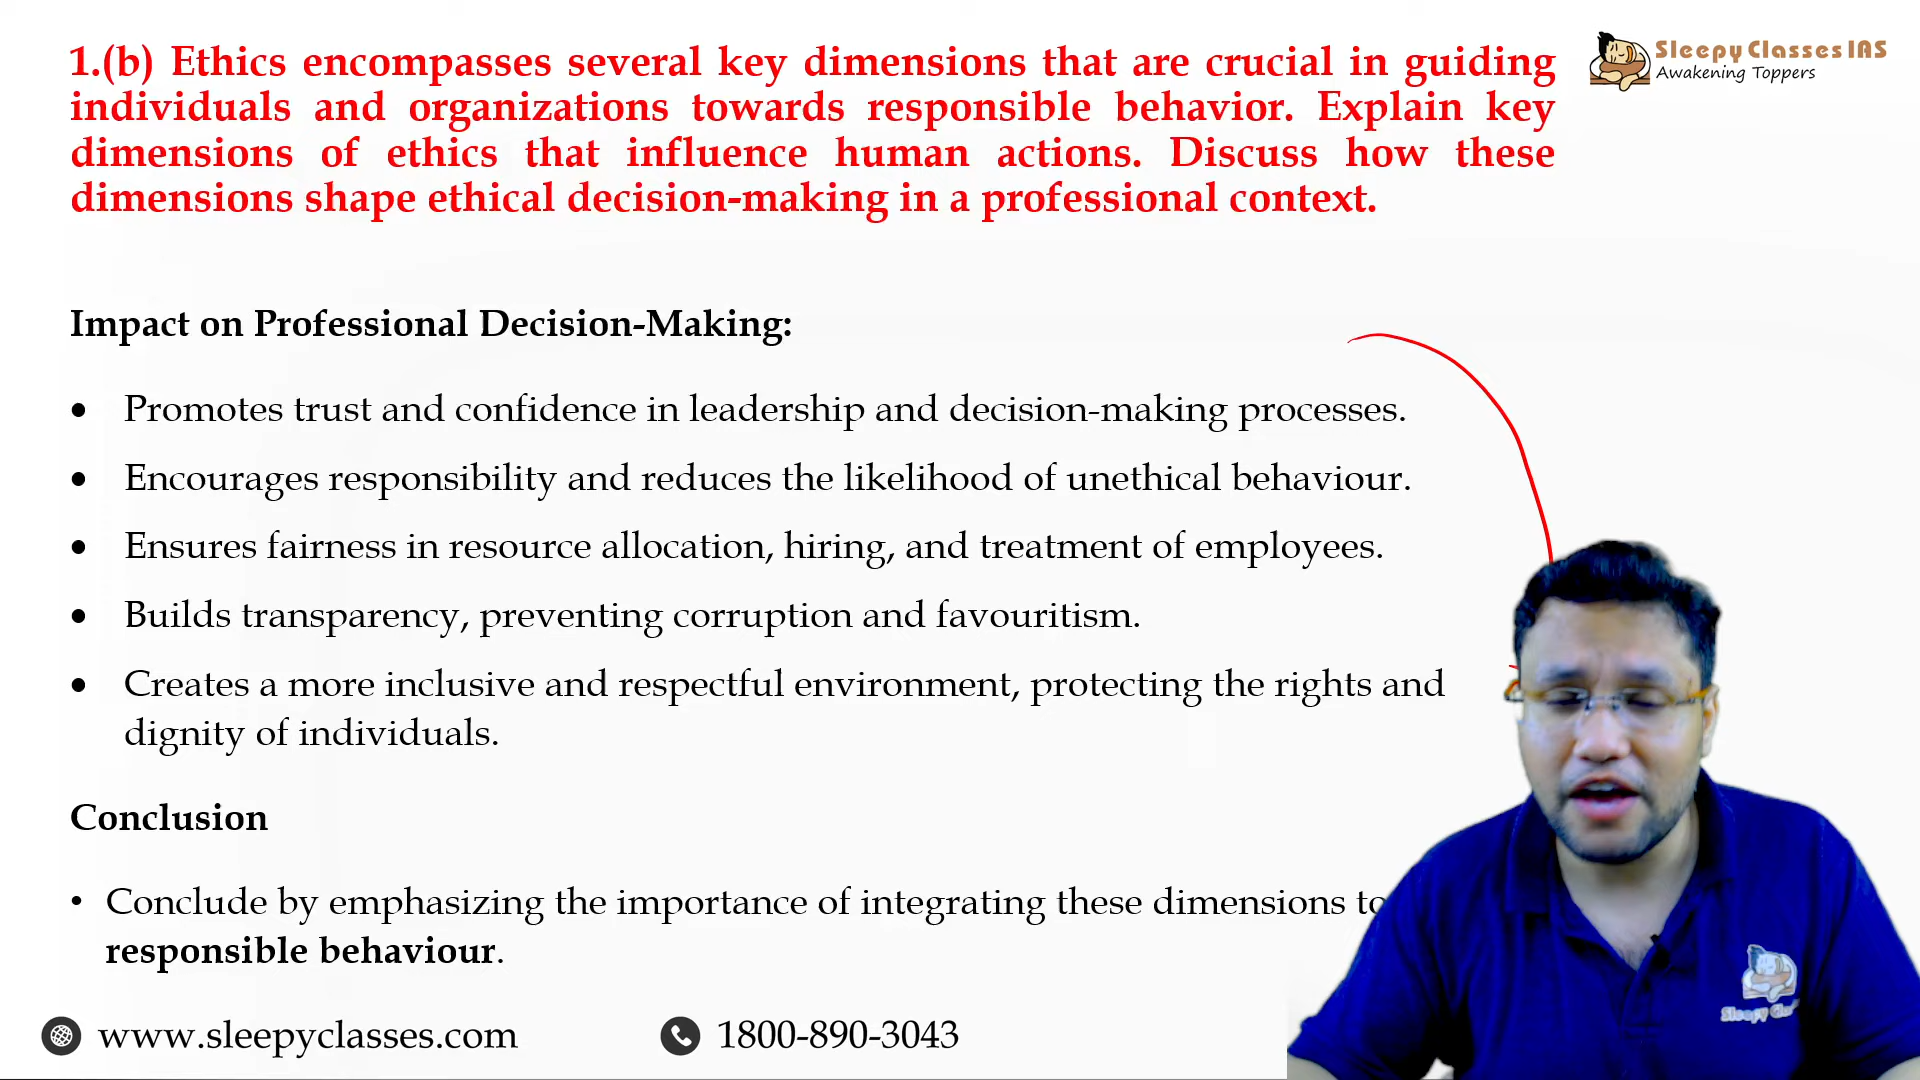 1.(b) Ethics encompasses several key dimensions that are crucial in guiding
individuals and organizations towards responsible behavior. Explain key
dimensions of ethics that influence human actions. Discuss how these
dimensions shape ethical decision-making in a professional context.
Sleepy Classes IAS
Awakening Toppers
Impact on Professional Decision-Making:
• Promotes trust and confidence in leadership and decision-making processes.
• Encourages responsibility and reduces the likelihood of unethical behaviour.
• Ensures fairness in resource allocation, hiring, and treatment of employees.
• Builds transparency, preventing corruption and favouritism.
• Creates a more inclusive and respectful environment, protecting the rights and
dignity of individuals.
Conclusion
• Conclude by emphasizing the importance of integrating these dimensions to
responsible behaviour.
www.sleepyclasses.com
1800-890-3043
Sleepy